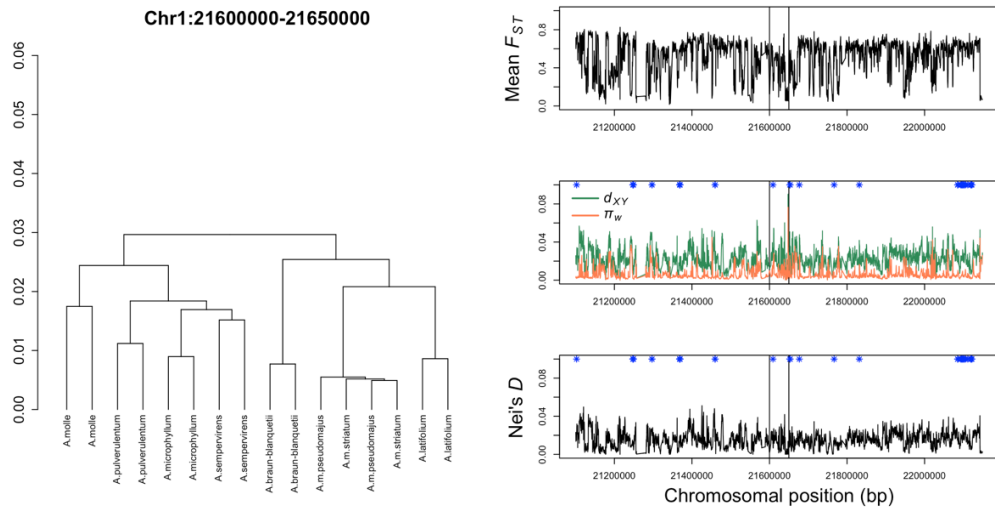 Chr1:21600000-21650000
0.06
0.05
0.04
0.03
0.02
0.01
0.00
A.molle
A.molle
A.pulverulentum
A.pulverulentum
A.microphyllum
A.microphyllum
A.sempervirens
A.sempervirens
A.braun-blanquetii
A.braun-blanquetii
A.m.pseudomajus
A.m.striatum
A.m.pseudomajus
A.m.striatum
A.latifolium
A.latifolium
Mean F_ST
0.8
0.4
0.0
21200000 21400000 21600000 21800000 22000000
d_XY
π_w
0.08
0.04
0.00
21200000 21400000 21600000 21800000 22000000
Nei's D
0.08
0.04
0.00
21200000 21400000 21600000 21800000 22000000
Chromosomal position (bp)